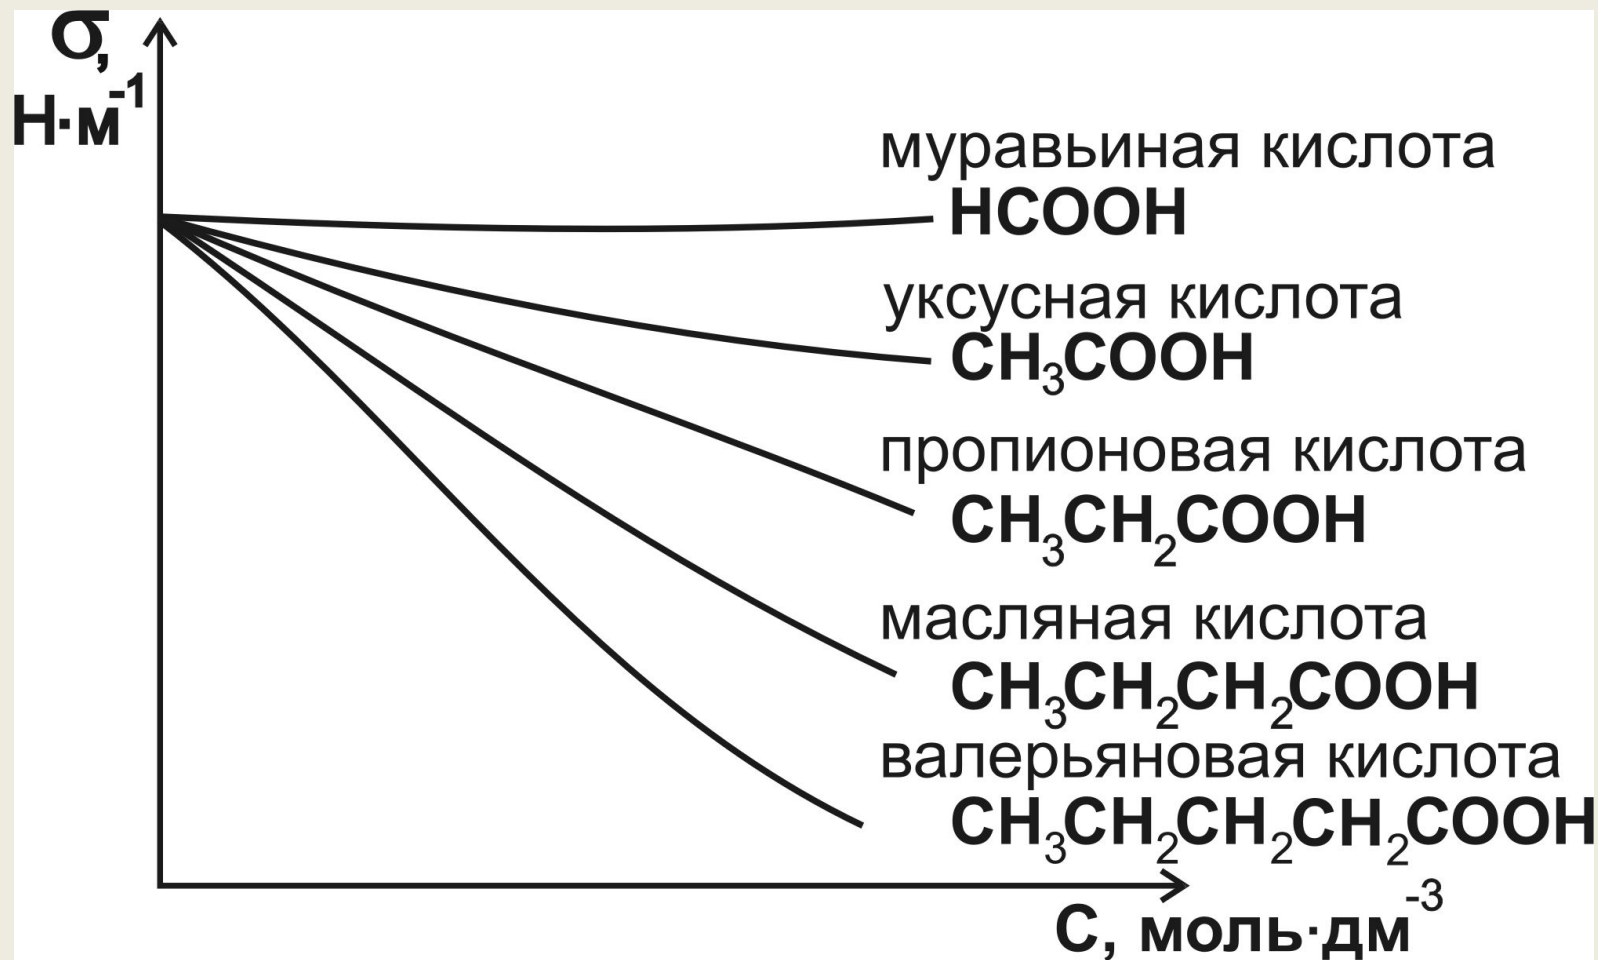 σ,
Н·м⁻¹
муравьиная кислота
HCOOH
уксусная кислота
CH₃COOH
пропионовая кислота
CH₃CH₂COOH
масляная кислота
CH₃CH₂CH₂COOH
валерьяновая кислота
CH₃CH₂CH₂CH₂COOH
С, моль·дм⁻³